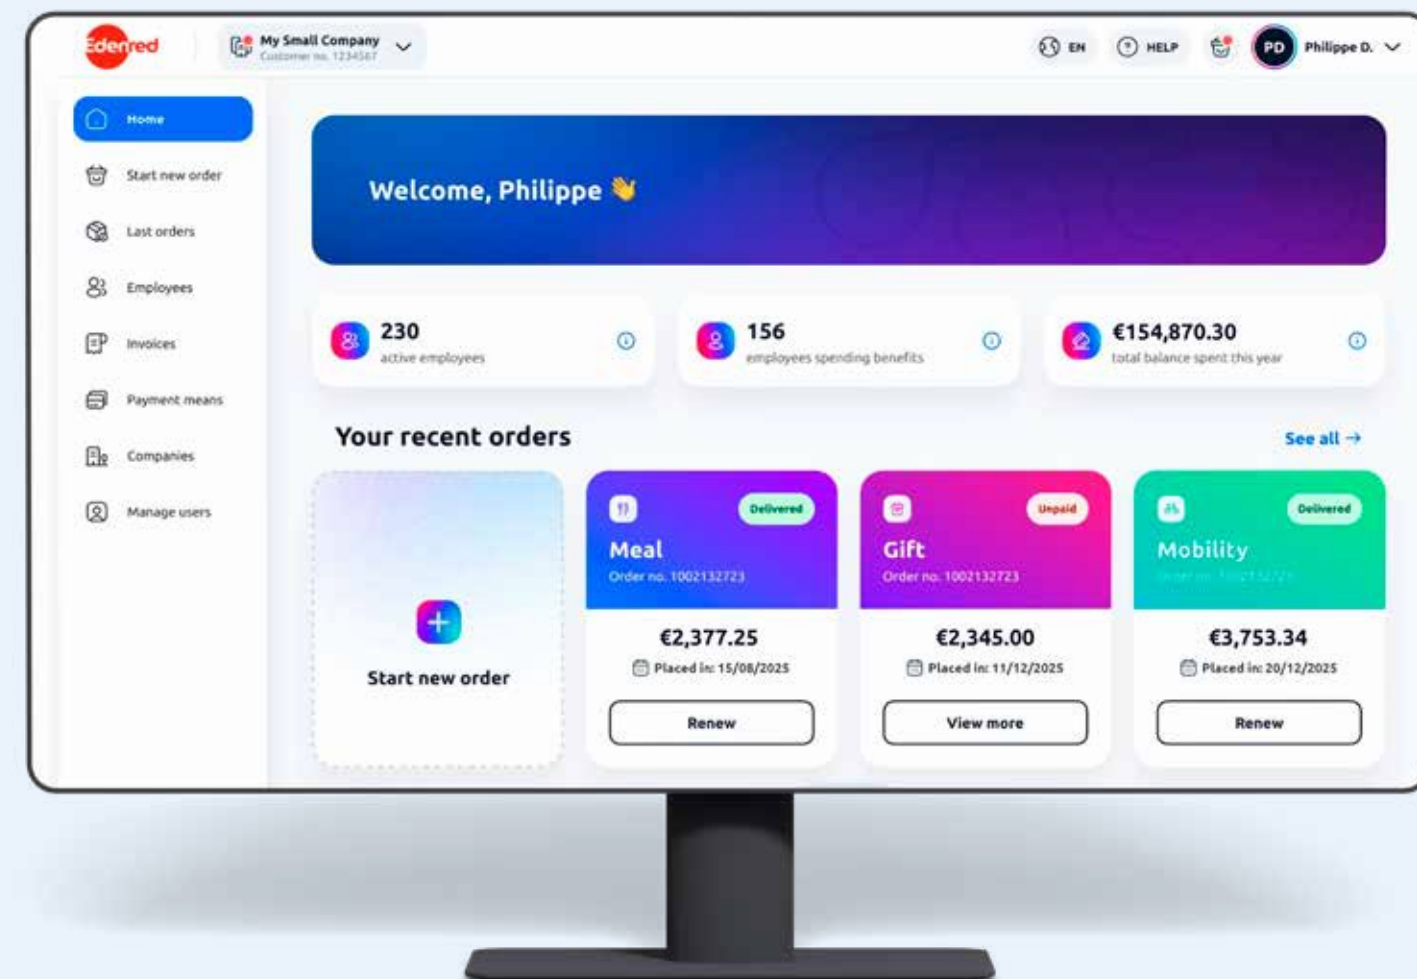 Edenred
My Small Company
Customer no. 1234567
EN
HELP
PD
Philippe D.
Home
Start new order
Last orders
Employees
Invoices
Payment means
Companies
Manage users
Welcome, Philippe 👋
230
active employees
156
employees spending benefits
€154,870.30
total balance spent this year
Your recent orders
See all →
Start new order
Delivered
Meal
Order no. 1002132723
€2,377.25
Placed in: 15/08/2025
Renew
Unpaid
Gift
Order no. 1002132723
€2,345.00
Placed in: 11/12/2025
View more
Delivered
Mobility
€3,753.34
Placed in: 20/12/2025
Renew